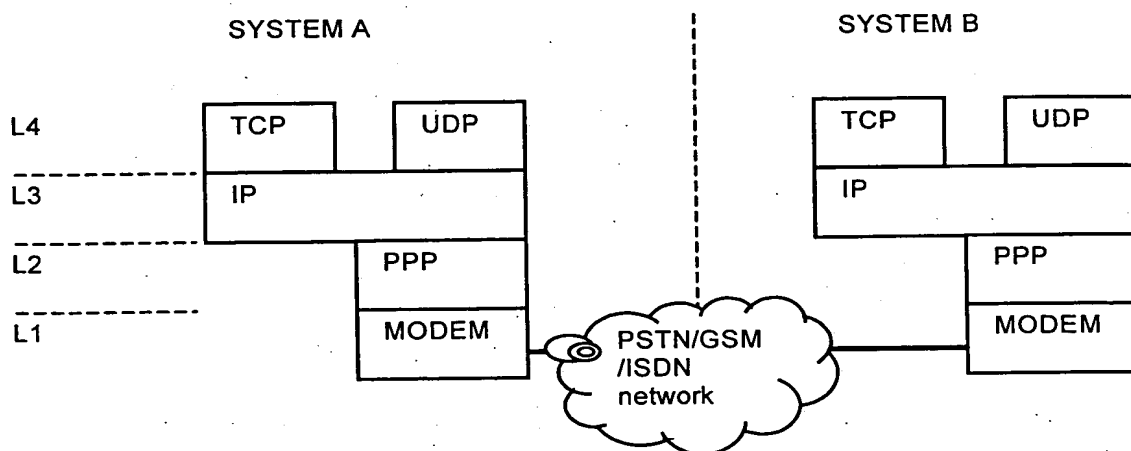 SYSTEM A
SYSTEM B
L4
TCP
UDP
TCP
UDP
L3
IP
IP
L2
PPP
PPP
L1
MODEM
PSTN/GSM
/ISDN
network
MODEM